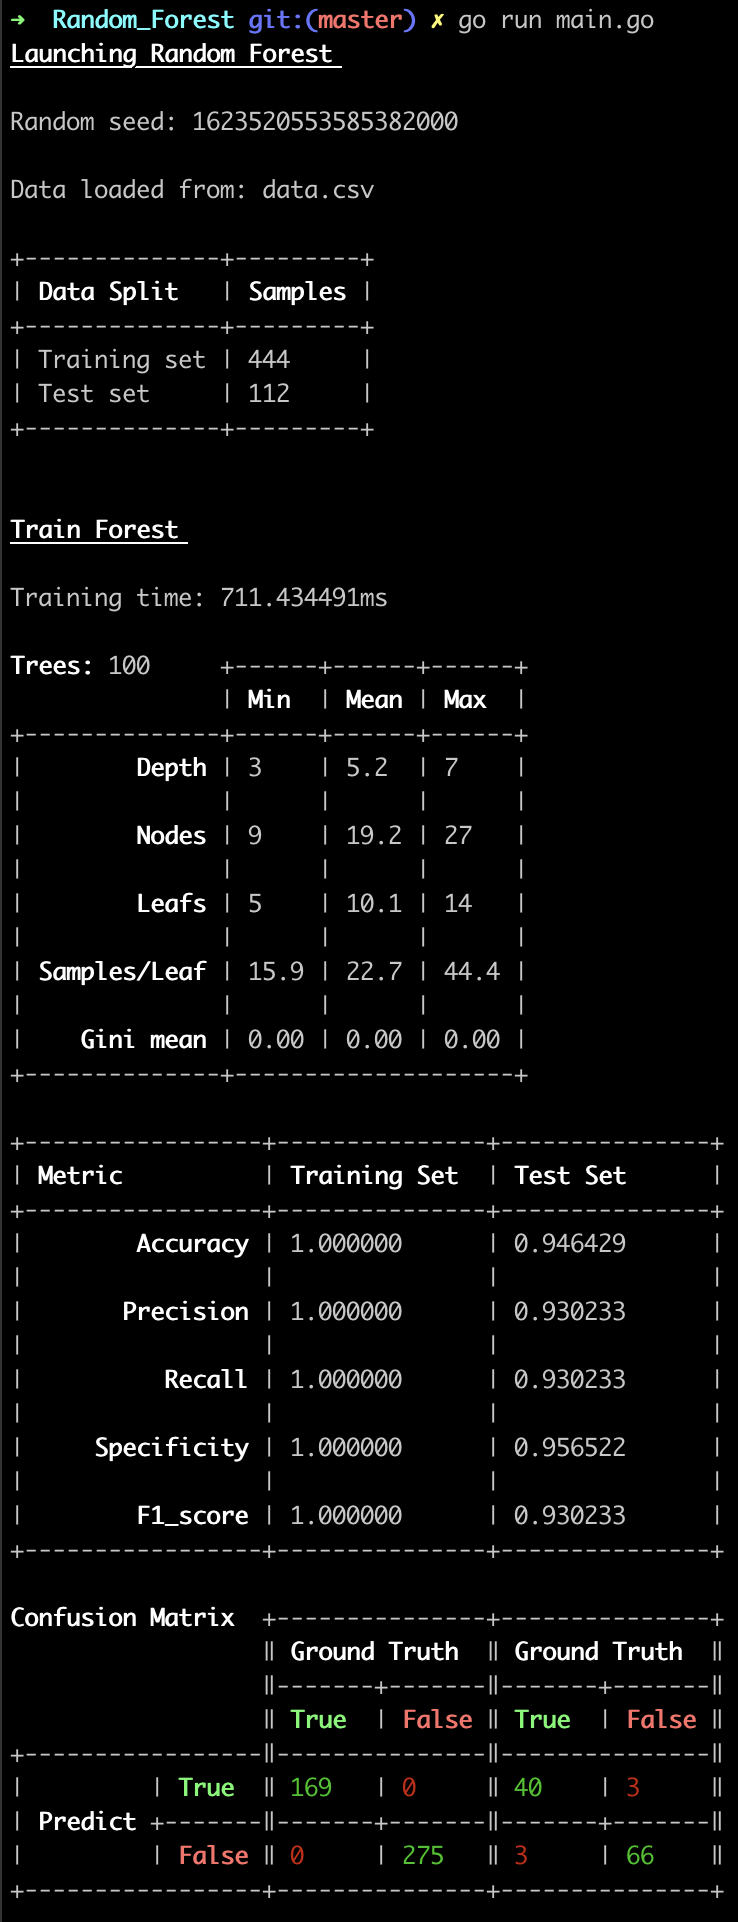 ➜  Random_Forest git:(master) ✗ go run main.go
Launching Random Forest

Random seed: 1623520553585382000

Data loaded from: data.csv

+--------------+---------+
| Data Split   | Samples |
+--------------+---------+
| Training set | 444     |
| Test set     | 112     |
+--------------+---------+


Train Forest

Training time: 711.434491ms

Trees: 100     +------+------+------+
               | Min  | Mean | Max  |
+--------------+------+------+------+
|        Depth | 3    | 5.2  | 7    |
|              |      |      |      |
|        Nodes | 9    | 19.2 | 27   |
|              |      |      |      |
|        Leafs | 5    | 10.1 | 14   |
|              |      |      |      |
| Samples/Leaf | 15.9 | 22.7 | 44.4 |
|              |      |      |      |
|    Gini mean | 0.00 | 0.00 | 0.00 |
+--------------+--------------------+

+-----------------+---------------+---------------+
| Metric          | Training Set  | Test Set      |
+-----------------+---------------+---------------+
|        Accuracy | 1.000000      | 0.946429      |
|                 |               |               |
|       Precision | 1.000000      | 0.930233      |
|                 |               |               |
|          Recall | 1.000000      | 0.930233      |
|                 |               |               |
|     Specificity | 1.000000      | 0.956522      |
|                 |               |               |
|        F1_score | 1.000000      | 0.930233      |
+-----------------+---------------+---------------+

Confusion Matrix  +---------------+---------------+
                  ‖ Ground Truth  ‖ Ground Truth  ‖
                  ‖-------+-------‖-------+-------‖
                  ‖ True  | False ‖ True  | False ‖
+-----------------‖---------------‖---------------‖
|         | True  ‖ 169   | 0     ‖ 40    | 3     ‖
| Predict +-------‖-------+-------‖-------+-------‖
|         | False ‖ 0     | 275   ‖ 3     | 66    ‖
+-----------------+---------------+---------------+